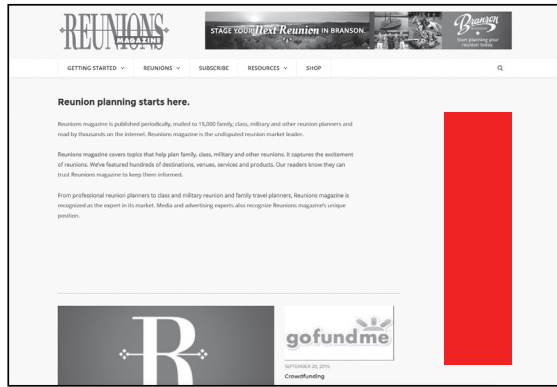 REUNIONS
MAGAZINE
STAGE YOUR Next Reunion IN BRANSON.
Branson
Start planning your
reunion today.
GETTING STARTED REUNIONS SUBSCRIBE RESOURCES SHOP
Reunion planning starts here.
Reunions magazine is published periodically, mailed to 15,000 family, class, military and other reunion planners and
read by thousands on the internet. Reunions magazine is the undisputed reunion market leader.
Reunions magazine covers topics that help plan family, class, military and other reunions. It captures the excitement
of reunions. We've featured hundreds of destinations, venues, services and products. Our readers know they can
trust Reunions magazine to keep them informed.
From professional reunion planners to class and military reunion and family travel planners, Reunions magazine is
recognized as the expert in its market. Media and advertising experts also recognize Reunions magazine's unique
position.
R
gofundme
SEPTEMBER 20, 2016
Crowdfunding